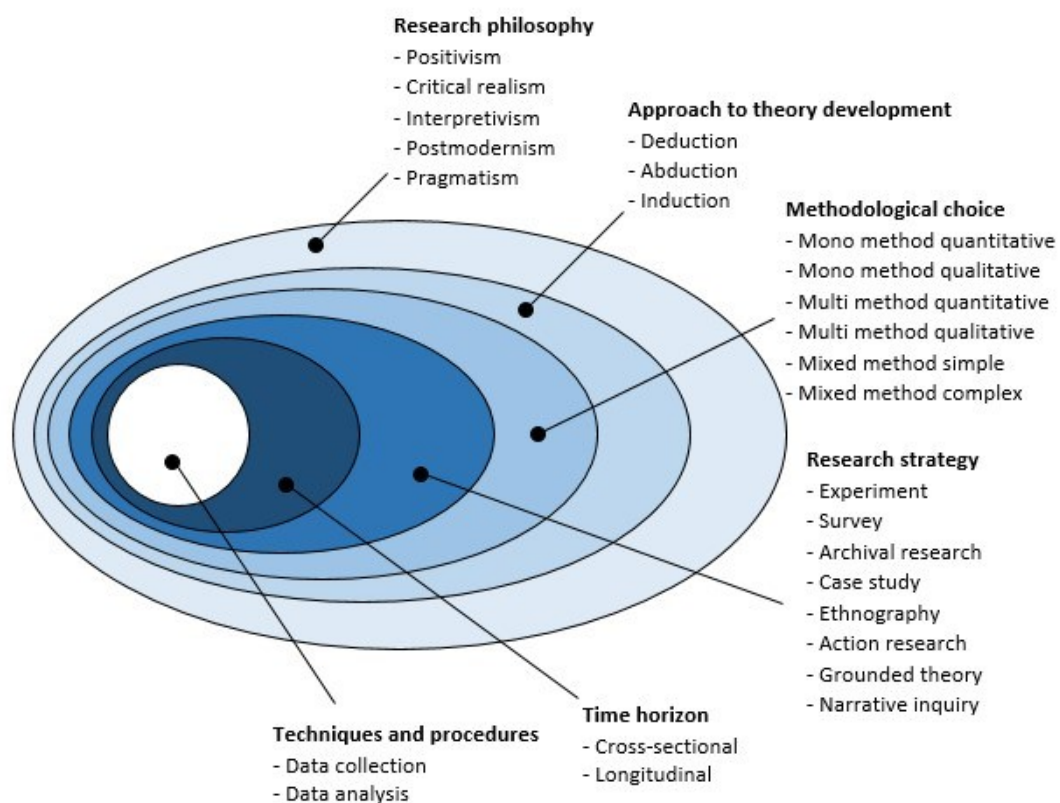 Research philosophy
- Positivism
- Critical realism
- Interpretivism
- Postmodernism
- Pragmatism
Approach to theory development
- Deduction
- Abduction
- Induction
Methodological choice
- Mono method quantitative
- Mono method qualitative
- Multi method quantitative
- Multi method qualitative
- Mixed method simple
- Mixed method complex
Research strategy
- Experiment
- Survey
- Archival research
- Case study
- Ethnography
- Action research
- Grounded theory
- Narrative inquiry
Time horizon
- Cross-sectional
- Longitudinal
Techniques and procedures
- Data collection
- Data analysis